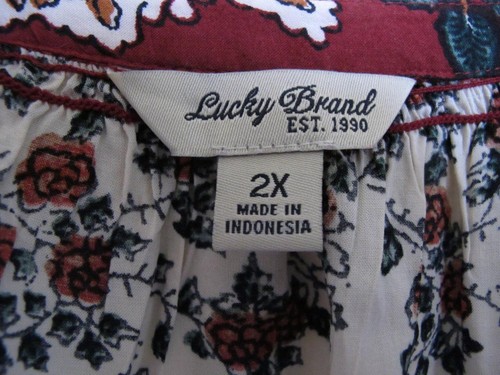 Lucky Brand
EST. 1990
2X
MADE IN
INDONESIA